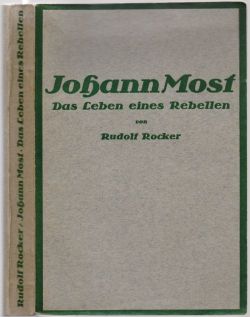 Johann Most
Das Leben eines Rebellen
von
Rudolf Rocker
Rudolf Rocker / Johann Most · Das Leben eines Rebellen